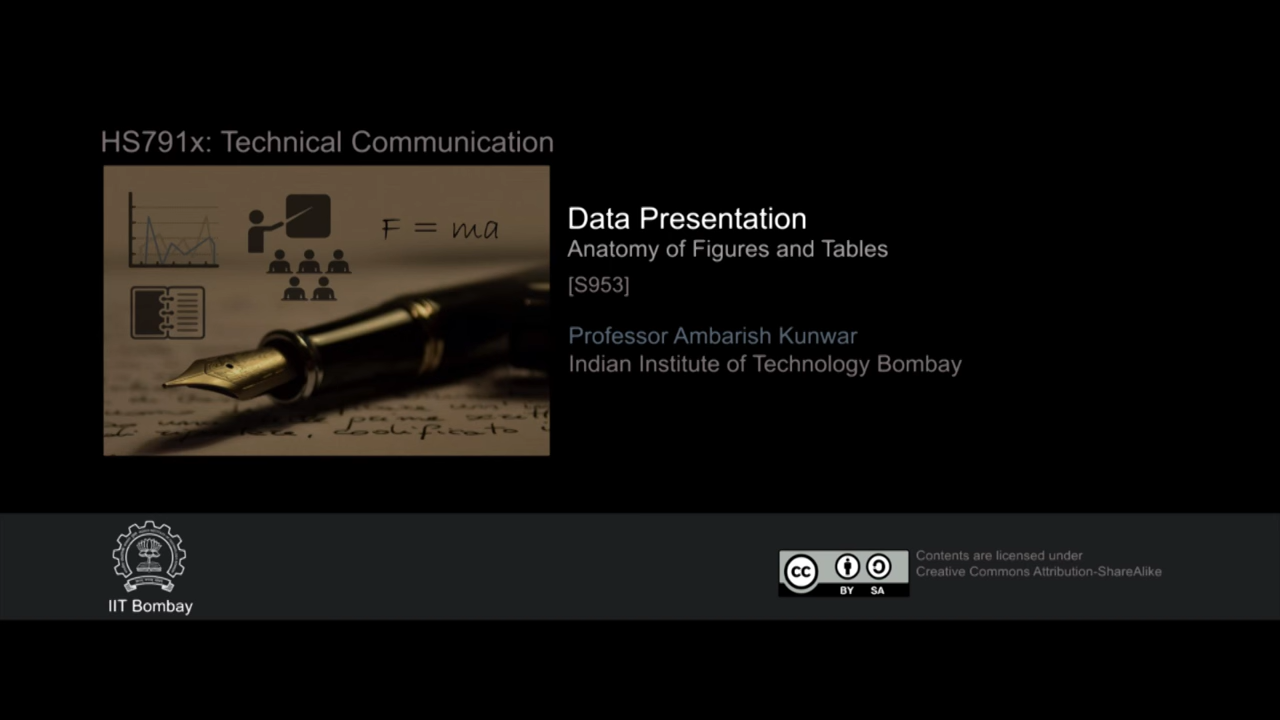 HS791x: Technical Communication
F = ma
Data Presentation
Anatomy of Figures and Tables
[S953]
Professor Ambarish Kunwar
Indian Institute of Technology Bombay
IIT Bombay
cc
BY SA
Contents are licensed under
Creative Commons Attribution-ShareAlike